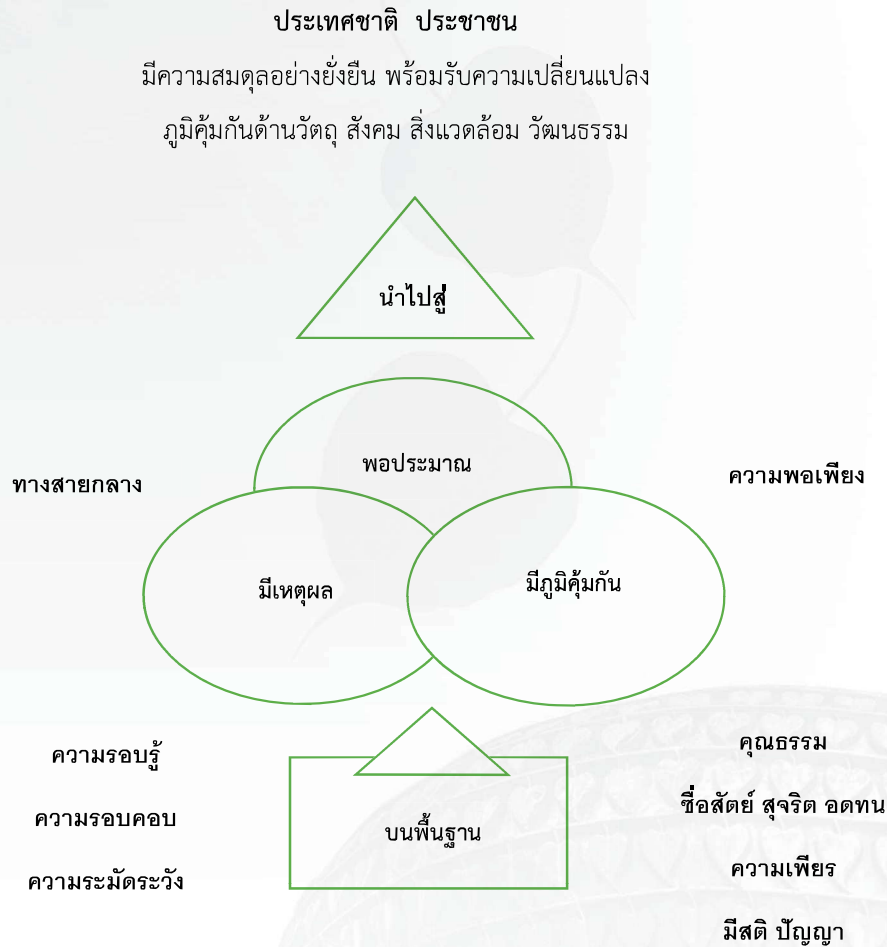 ประเทศชาติ ประชาชน
มีความสมดุลอย่างยั่งยืน พร้อมรับความเปลี่ยนแปลง
ภูมิคุ้มกันด้านวัตถุ สังคม สิ่งแวดล้อม วัฒนธรรม
นำไปสู่
พอประมาณ
ทางสายกลาง
ความพอเพียง
มีเหตุผล
มีภูมิคุ้มกัน
ความรอบรู้
ความรอบคอบ
ความระมัดระวัง
บนพื้นฐาน
คุณธรรม
ซื่อสัตย์ สุจริต อดทน
ความเพียร
มีสติ ปัญญา